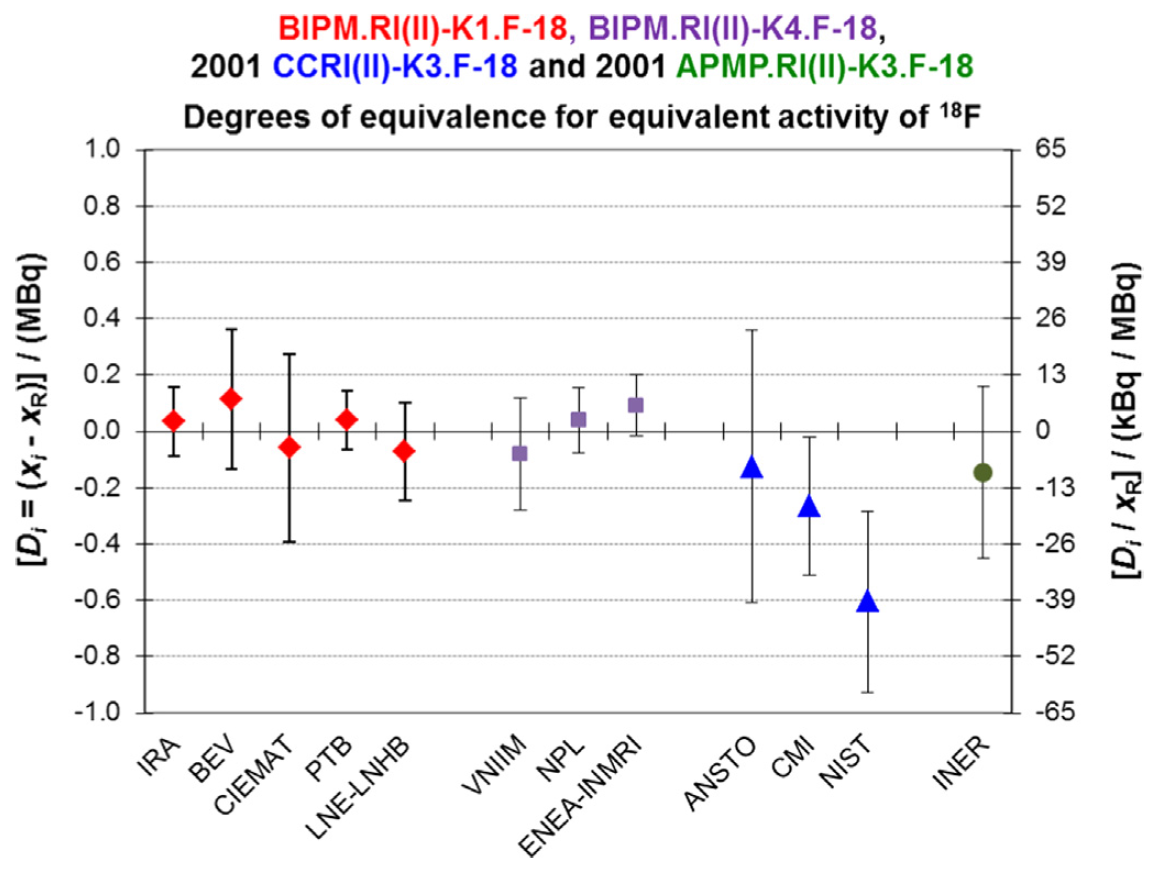 BIPM.RI(II)-K1.F-18, BIPM.RI(II)-K4.F-18,
2001 CCRI(II)-K3.F-18 and 2001 APMP.RI(II)-K3.F-18
Degrees of equivalence for equivalent activity of ¹⁸F
[Dᵢ = (xᵢ - x_R)] / (MBq)
1.0
0.8
0.6
0.4
0.2
0.0
-0.2
-0.4
-0.6
-0.8
-1.0
65
52
39
26
13
0
-13
-26
-39
-52
-65
[Dᵢ / x_R] / (kBq / MBq)
IRA
BEV
CIEMAT
PTB
LNE-LNHB
VNIIM
NPL
ENEA-INMRI
ANSTO
CMI
NIST
INER